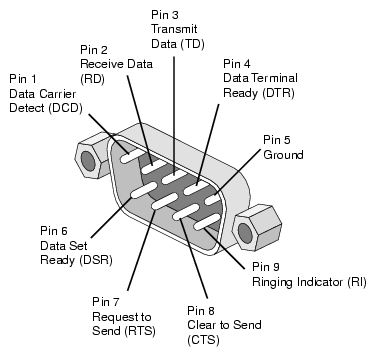 Pin 1
Data Carrier
Detect (DCD)
Pin 2
Receive Data
(RD)
Pin 3
Transmit
Data (TD)
Pin 4
Data Terminal
Ready (DTR)
Pin 5
Ground
Pin 6
Data Set
Ready (DSR)
Pin 7
Request to
Send (RTS)
Pin 8
Clear to Send
(CTS)
Pin 9
Ringing Indicator (RI)